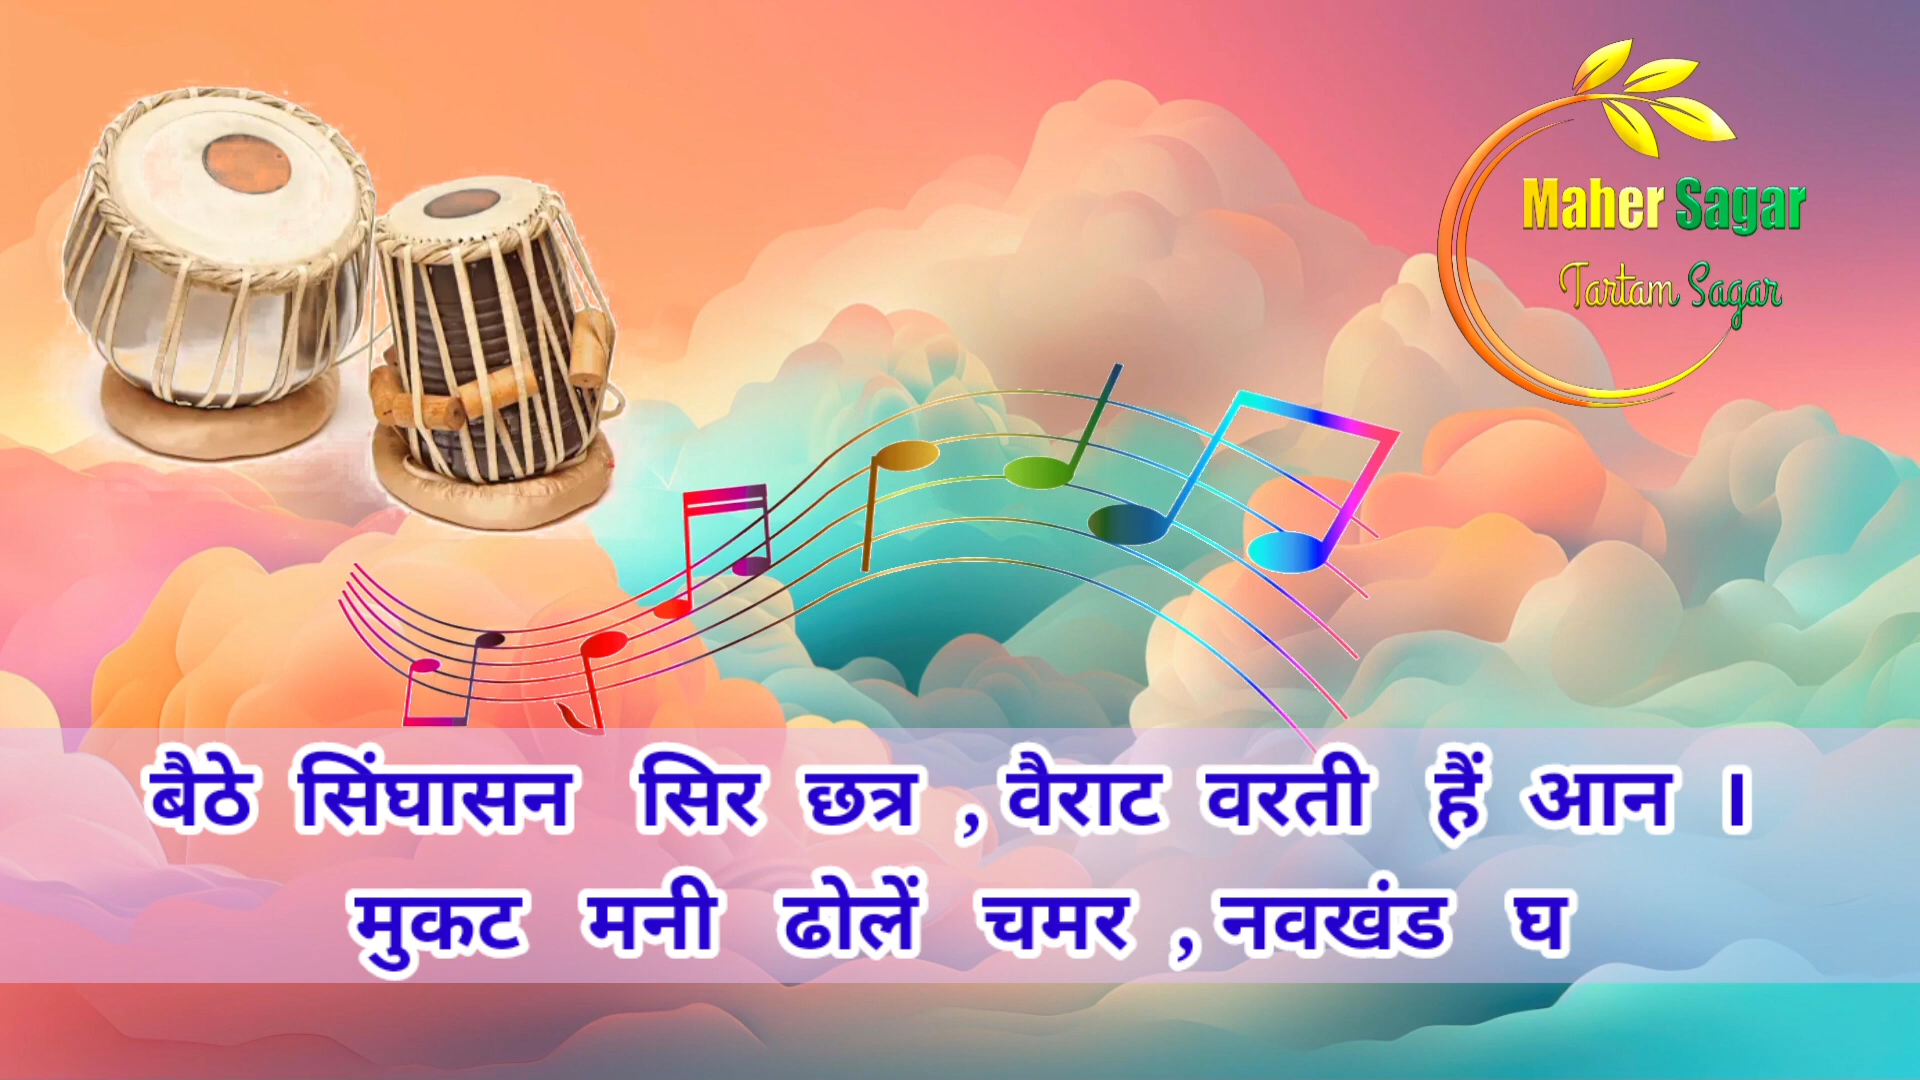 Maher Sagar
Tartam Sagar
बैठे सिंघासन सिर छत्र , वैराट वरती हैं आन ।
मुकट मनी ढोलें चमर , नवखंड घ